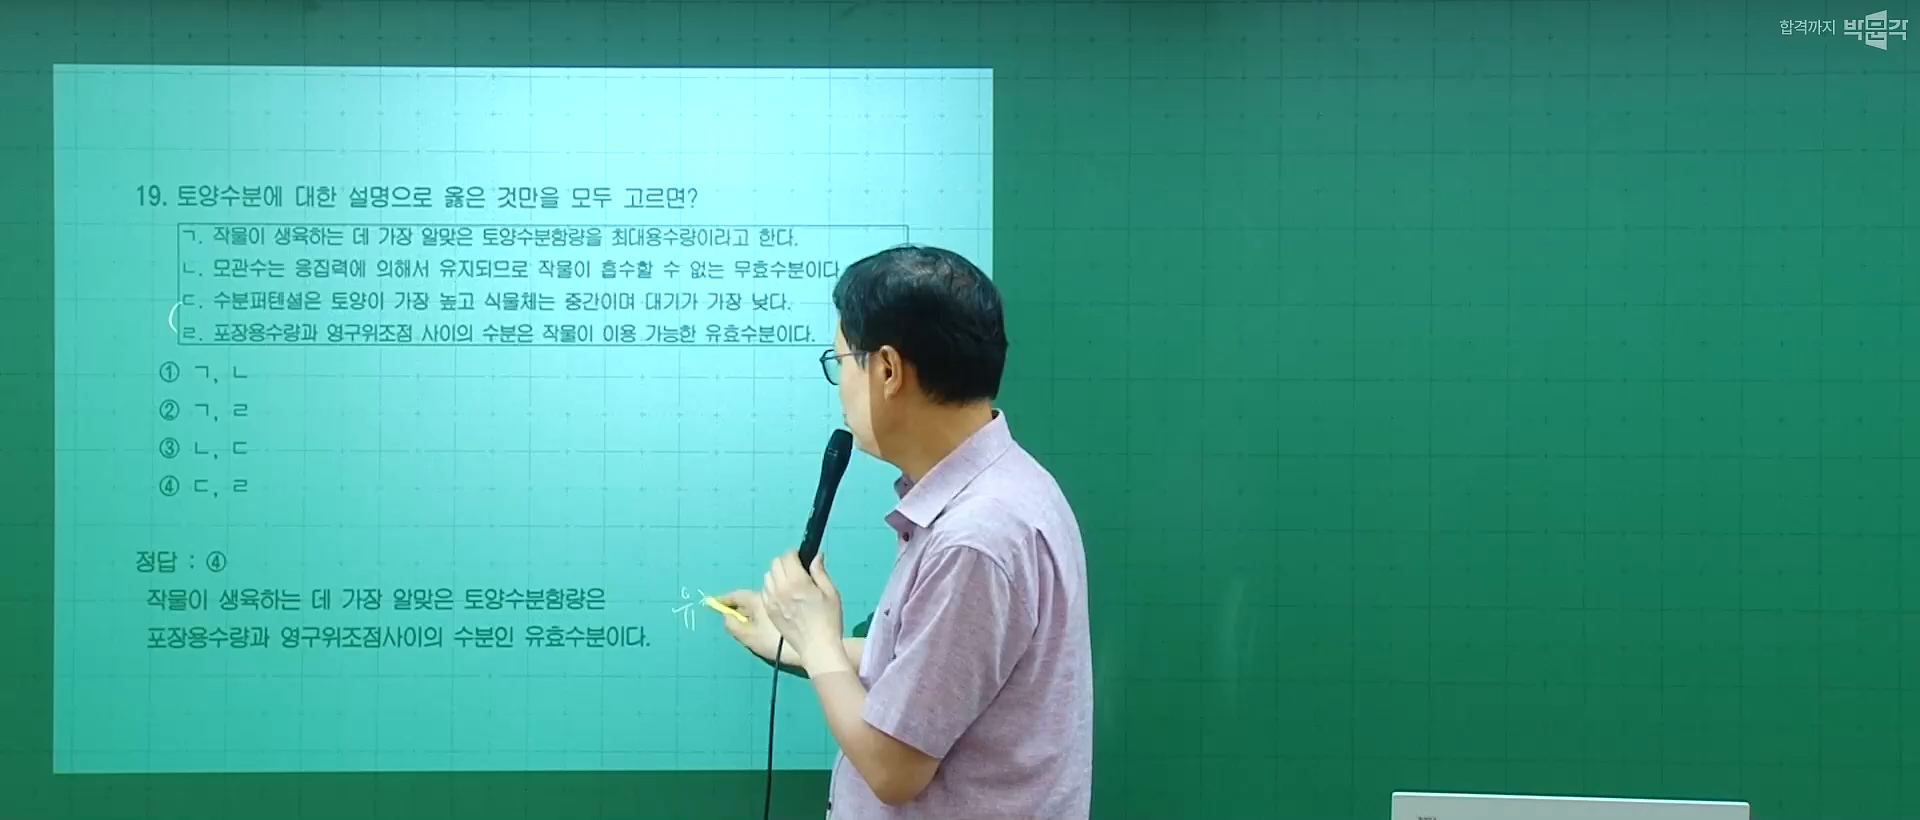 합격까지 박문각
19. 토양수분에 대한 설명으로 옳은 것만을 모두 고르면?
ㄱ. 작물이 생육하는 데 가장 알맞은 토양수분함량을 최대용수량이라고 한다.
ㄴ. 모관수는 응집력에 의해서 유지되므로 작물이 흡수할 수 없는 무효수분이다
ㄷ. 수분퍼텐셜은 토양이 가장 높고 식물체는 중간이며 대기가 가장 낮다.
ㄹ. 포장용수량과 영구위조점 사이의 수분은 작물이 이용 가능한 유효수분이다.
① ㄱ, ㄴ
② ㄱ, ㄹ
③ ㄴ, ㄷ
④ ㄷ, ㄹ
정답 : ④
작물이 생육하는 데 가장 알맞은 토양수분함량은
포장용수량과 영구위조점사이의 수분인 유효수분이다.